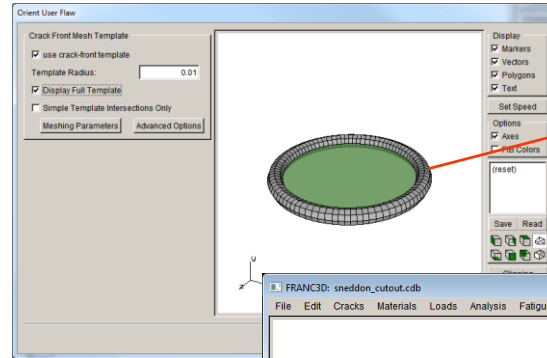 Orient User Flaw
Crack Front Mesh Template
use crack-front template
Template Radius: 0.01
Display Full Template
Simple Template Intersections Only
Meshing Parameters Advanced Options
U
z
Display
Markers
Vectors
Polygons
Text
Set Speed
Options
Axes
Colors
(reset)
Save Read
FRANC3D: sneddon_cutout.cdb
File Edit Cracks Materials Loads Analysis Fatigu